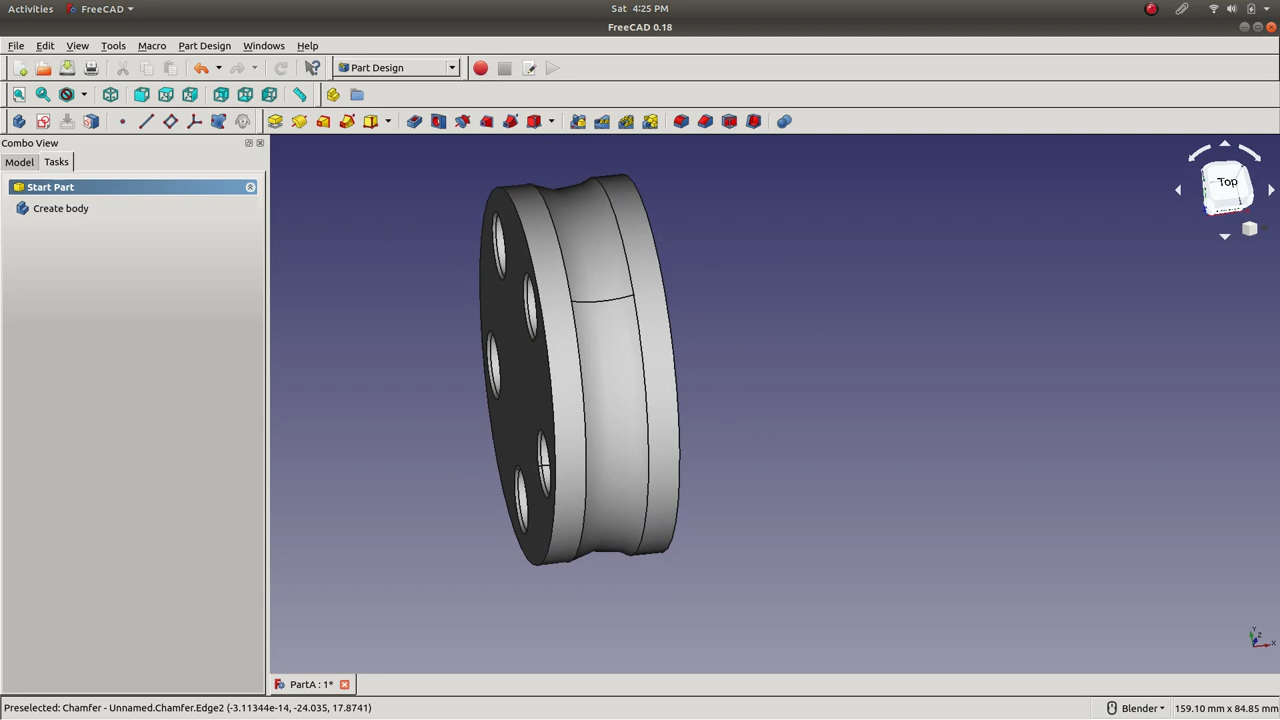 Activities FreeCAD Sat 4:25 PM
FreeCAD 0.18
File Edit View Tools Macro Part Design Windows Help
Part Design
Combo View
Model Tasks
Start Part
Create body
Top
Y
Z
X
PartA : 1*
Preselected: Chamfer - Unnamed.Chamfer.Edge2 (-3.11344e-14, -24.035, 17.8741) Blender 159.10 mm x 84.85 mm